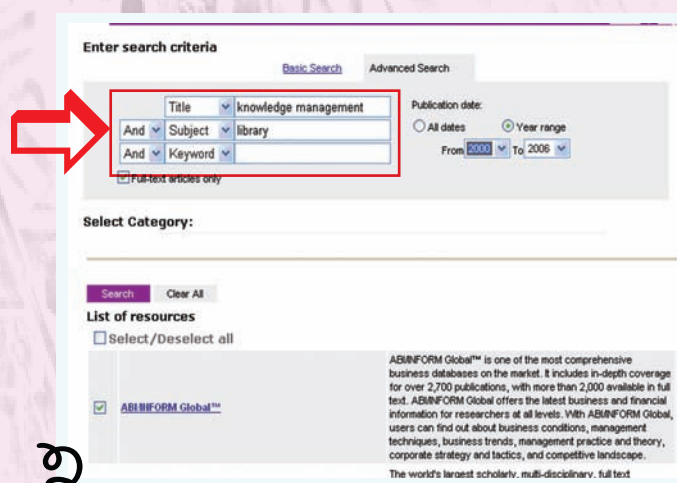 Enter search criteria
Basic Search Advanced Search
Title knowledge management Publication date:
And Subject library All dates Year range
And Keyword From 2000 To 2006
Full-text articles only
Select Category:
Search Clear All
List of resources
Select/Deselect all
ABI/INFORM Global™ is one of the most comprehensive
business databases on the market. It includes in-depth coverage
for over 2,700 publications, with more than 2,000 available in full
text. ABI/INFORM Global offers the latest business and financial
ABI/INFORM Global™ information for researchers at all levels. With ABI/INFORM Global,
users can find out about business conditions, management
techniques, business trends, management practice and theory,
corporate strategy and tactics, and competitive landscape.
The world's largest scholarly, multi-disciplinary, full text